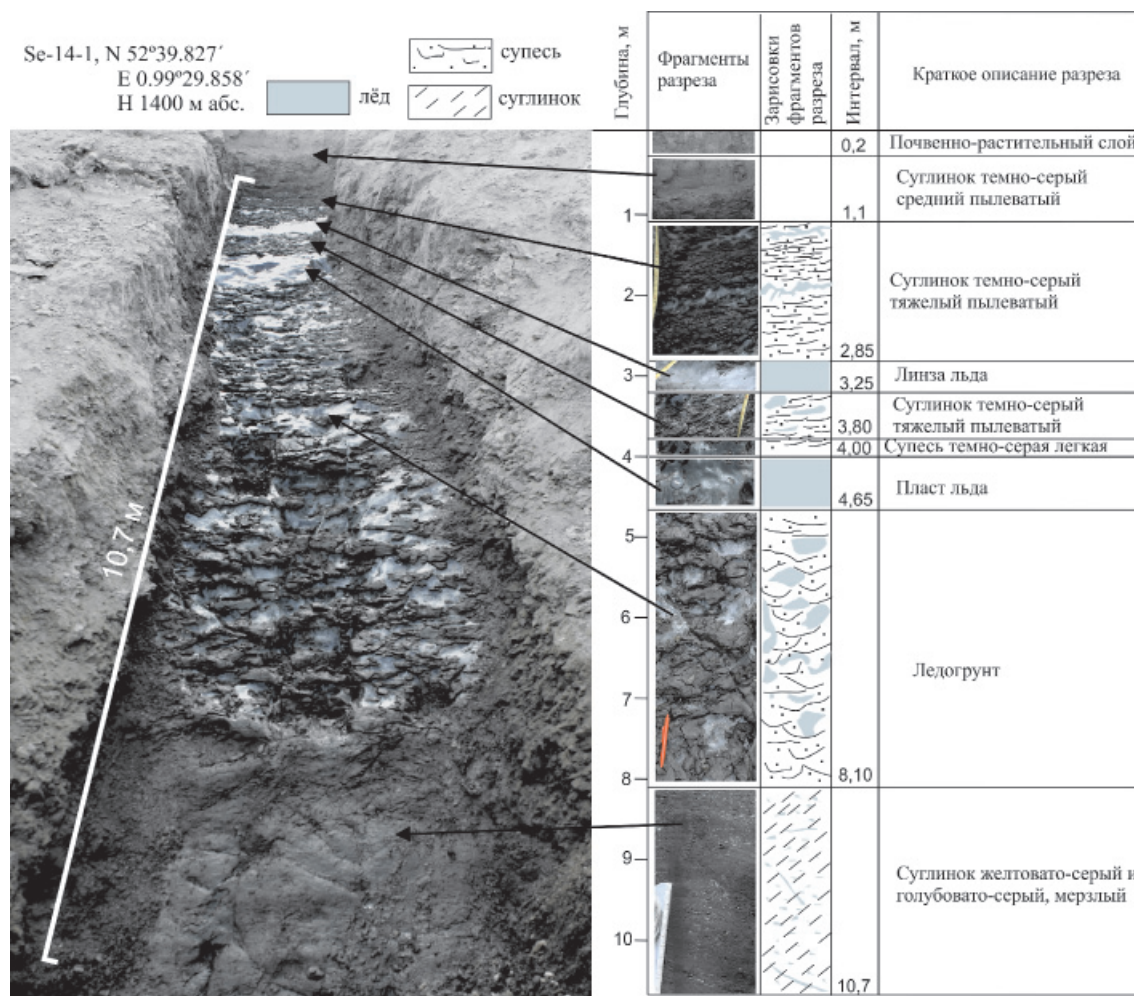 Se-14-1, N 52º39.827´
E 0.99º29.858´
H 1400 м абс.
лёд
супесь
суглинок
10,7 м
Глубина, м
Фрагменты
разреза
Зарисовки
фрагментов
разреза
Интервал, м
Краткое описание разреза
0,2
Почвенно-растительный слой
Суглинок темно-серый
средний пылеватый
1
1,1
Суглинок темно-серый
тяжелый пылеватый
2
2,85
3
3,25
Линза льда
Суглинок темно-серый
тяжелый пылеватый
3,80
4
4,00
Супесь темно-серая легкая
Пласт льда
4,65
5
6
Ледогрунт
7
8
8,10
9
Суглинок желтовато-серый и
голубовато-серый, мерзлый
10
10,7